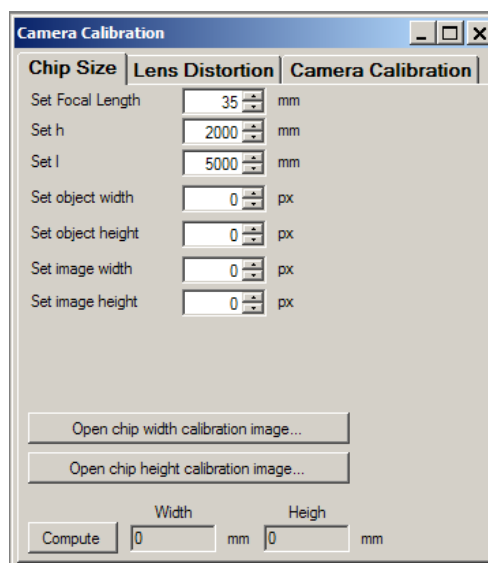 Camera Calibration
Chip Size Lens Distortion Camera Calibration
Set Focal Length 35 mm
Set h 2000 mm
Set l 5000 mm
Set object width 0 px
Set object height 0 px
Set image width 0 px
Set image height 0 px
Open chip width calibration image...
Open chip height calibration image...
Width Heigh
Compute 0 mm 0 mm